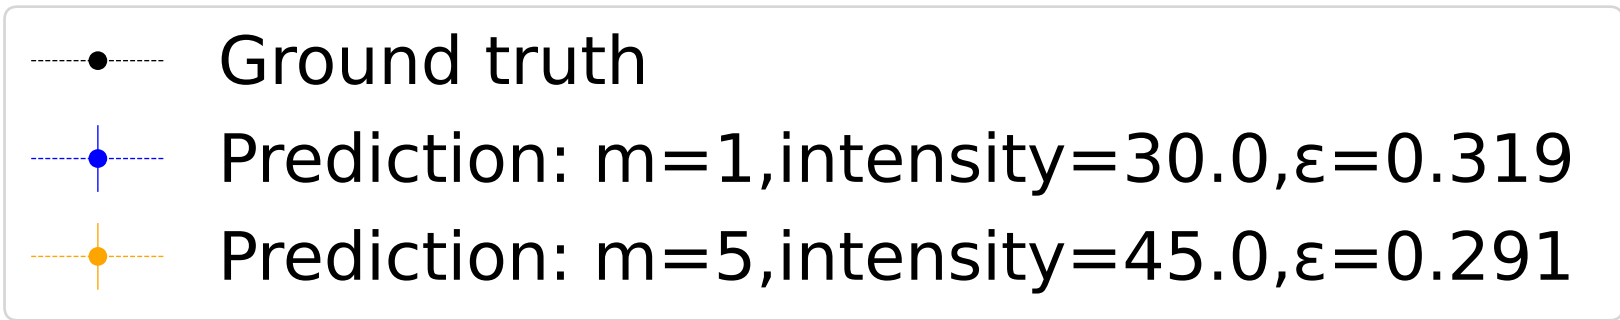 Ground truth
Prediction: m=1,intensity=30.0,ε=0.319
Prediction: m=5,intensity=45.0,ε=0.291